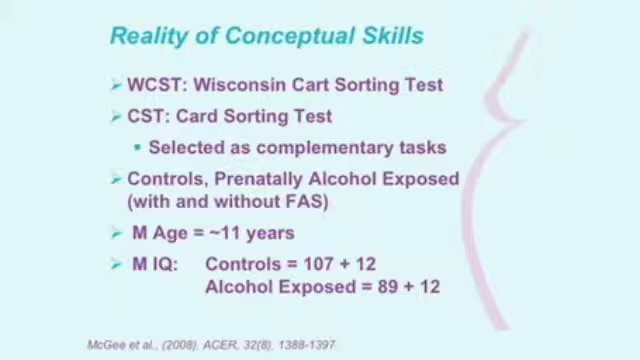 Reality of Conceptual Skills
WCST: Wisconsin Cart Sorting Test
CST: Card Sorting Test
Selected as complementary tasks
Controls, Prenatally Alcohol Exposed
(with and without FAS)
M Age = ~11 years
M IQ: Controls = 107 + 12
Alcohol Exposed = 89 + 12
McGee et al., (2008), ACER, 32(8), 1388-1397.